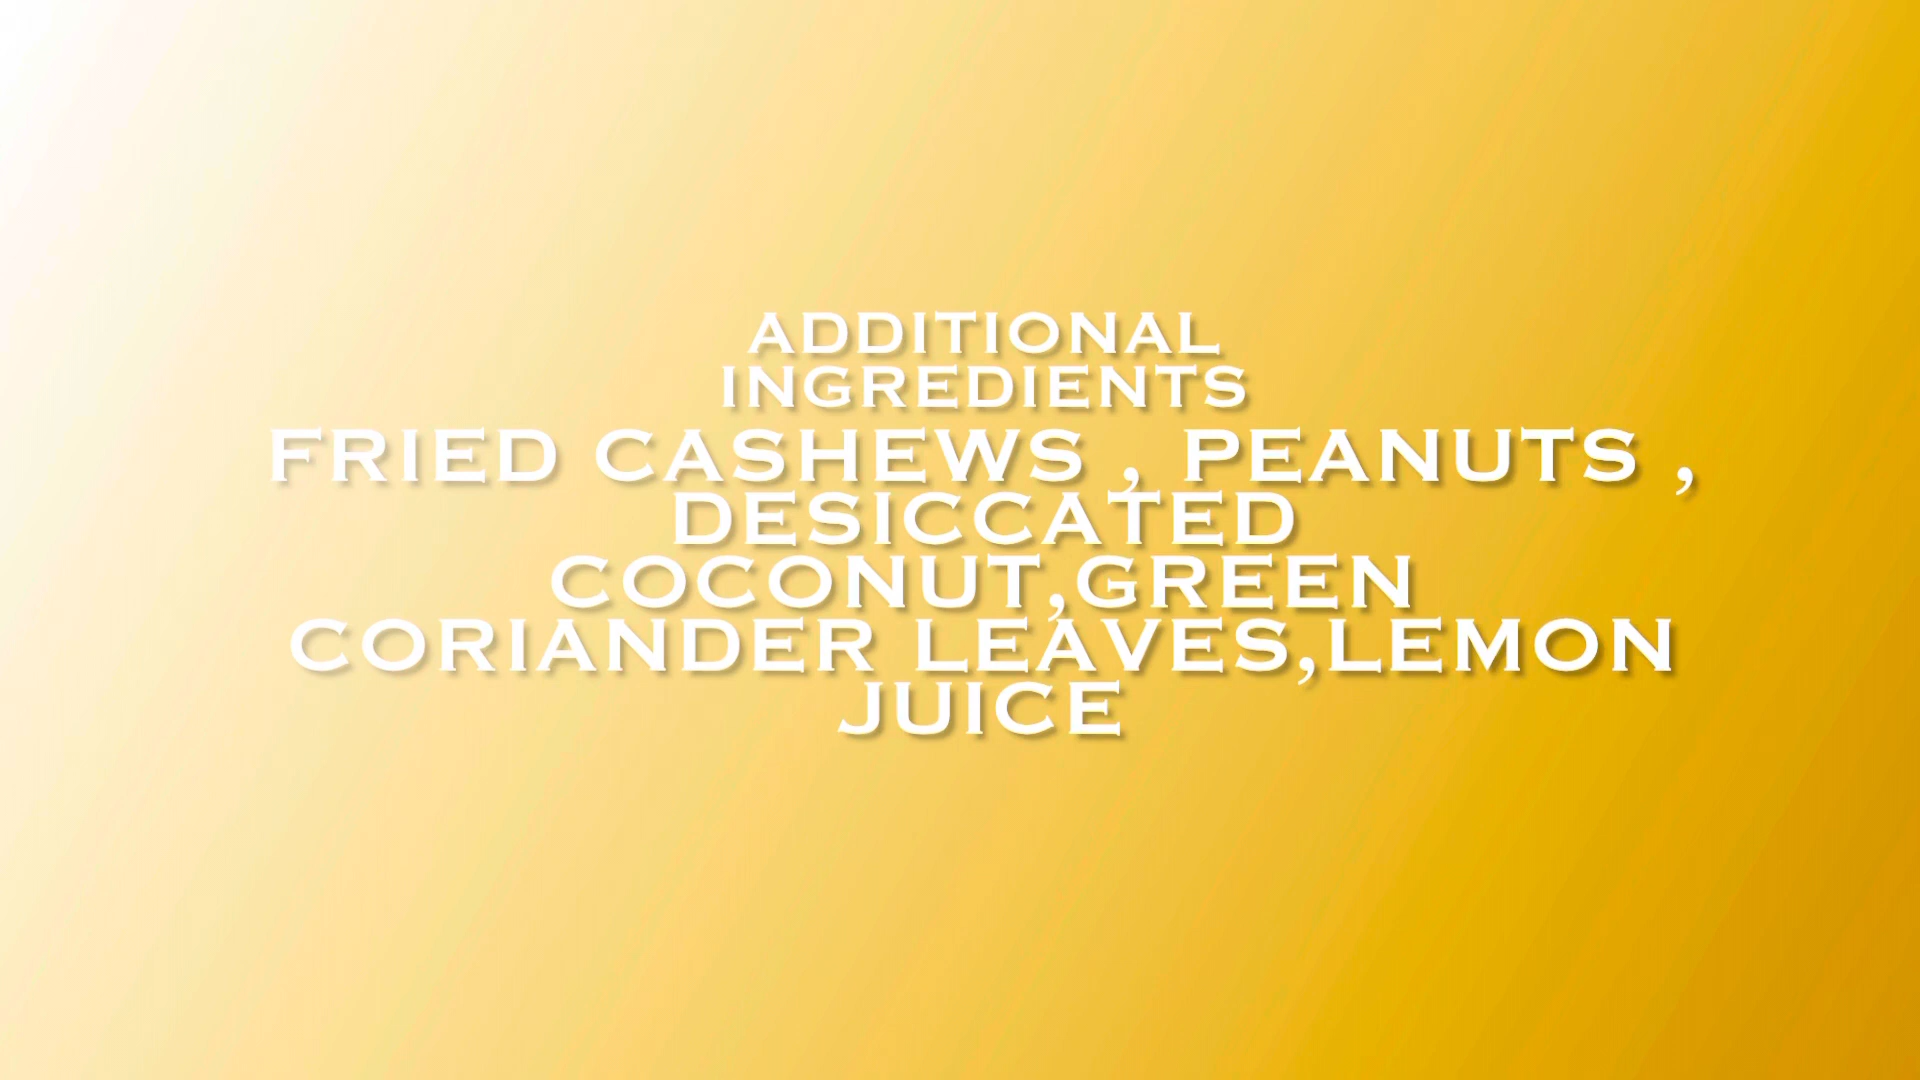 ADDITIONAL
INGREDIENTS
FRIED CASHEWS , PEANUTS ,
DESICCATED
COCONUT,GREEN
CORIANDER LEAVES,LEMON
JUICE